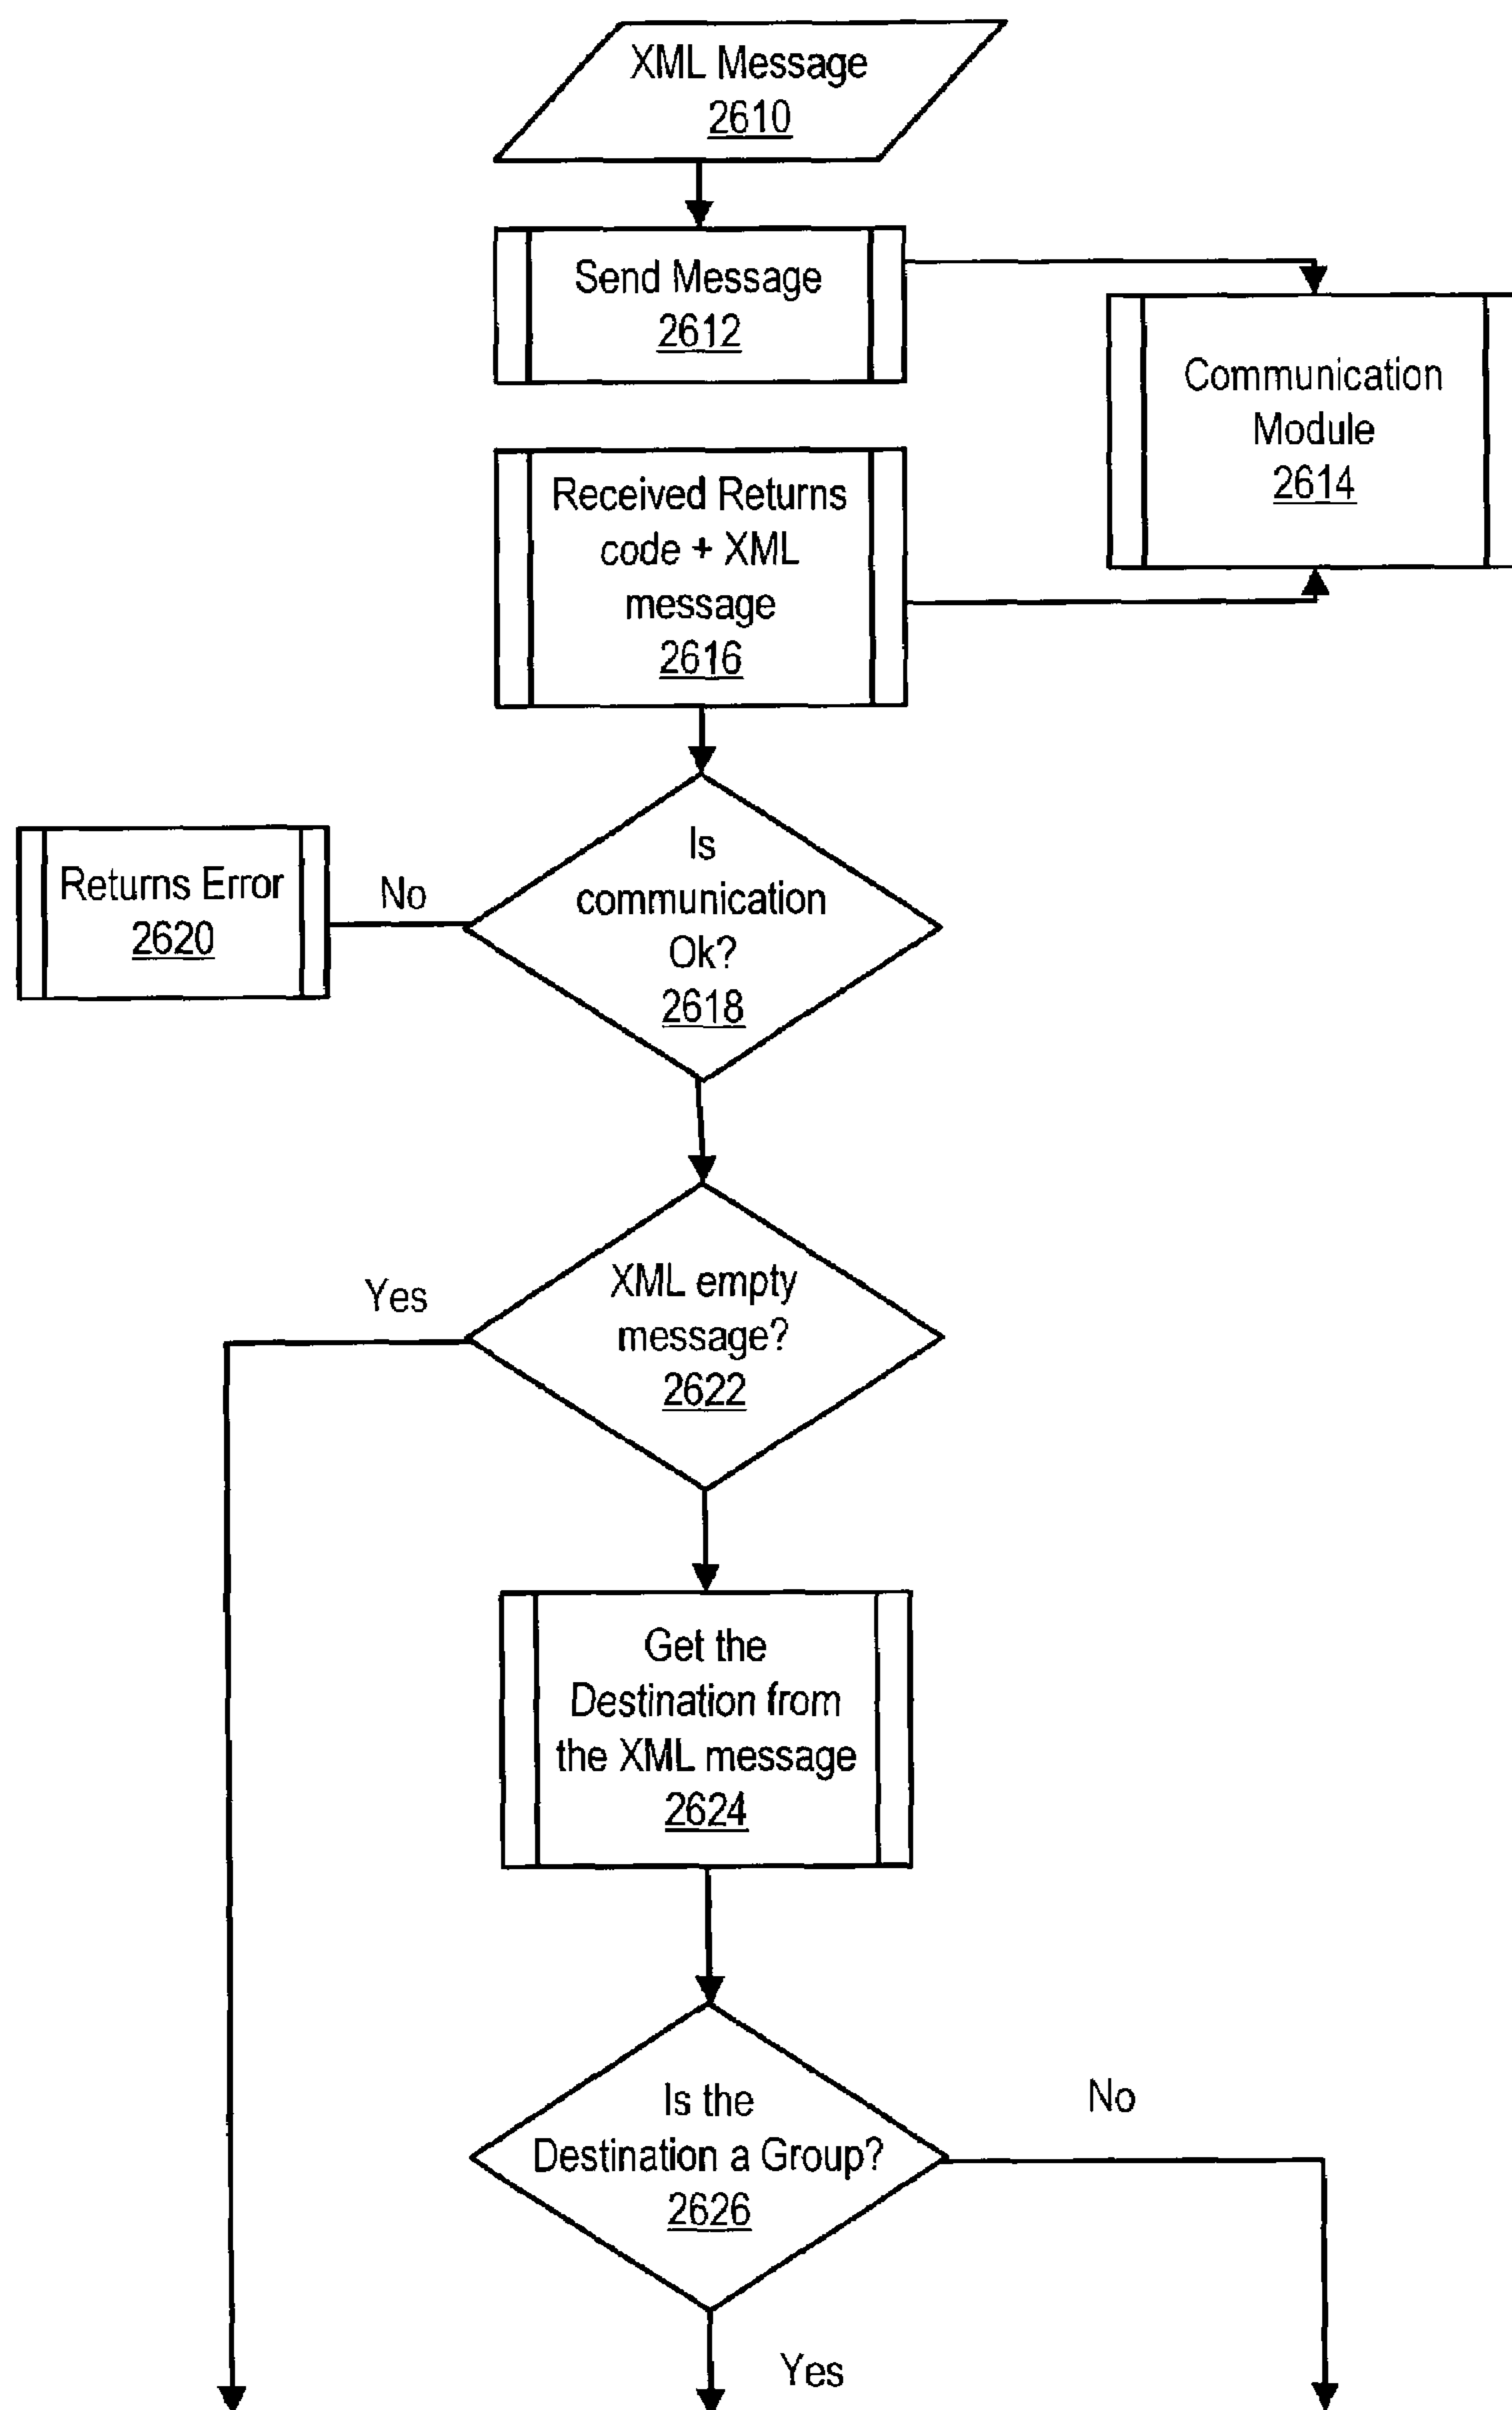 XML Message
2610
Send Message
2612
Communication
Module
2614
Received Returns
code + XML
message
2616
Is
communication
Ok?
2618
No
Returns Error
2620
XML empty
message?
2622
Yes
Get the
Destination from
the XML message
2624
Is the
Destination a Group?
2626
No
Yes